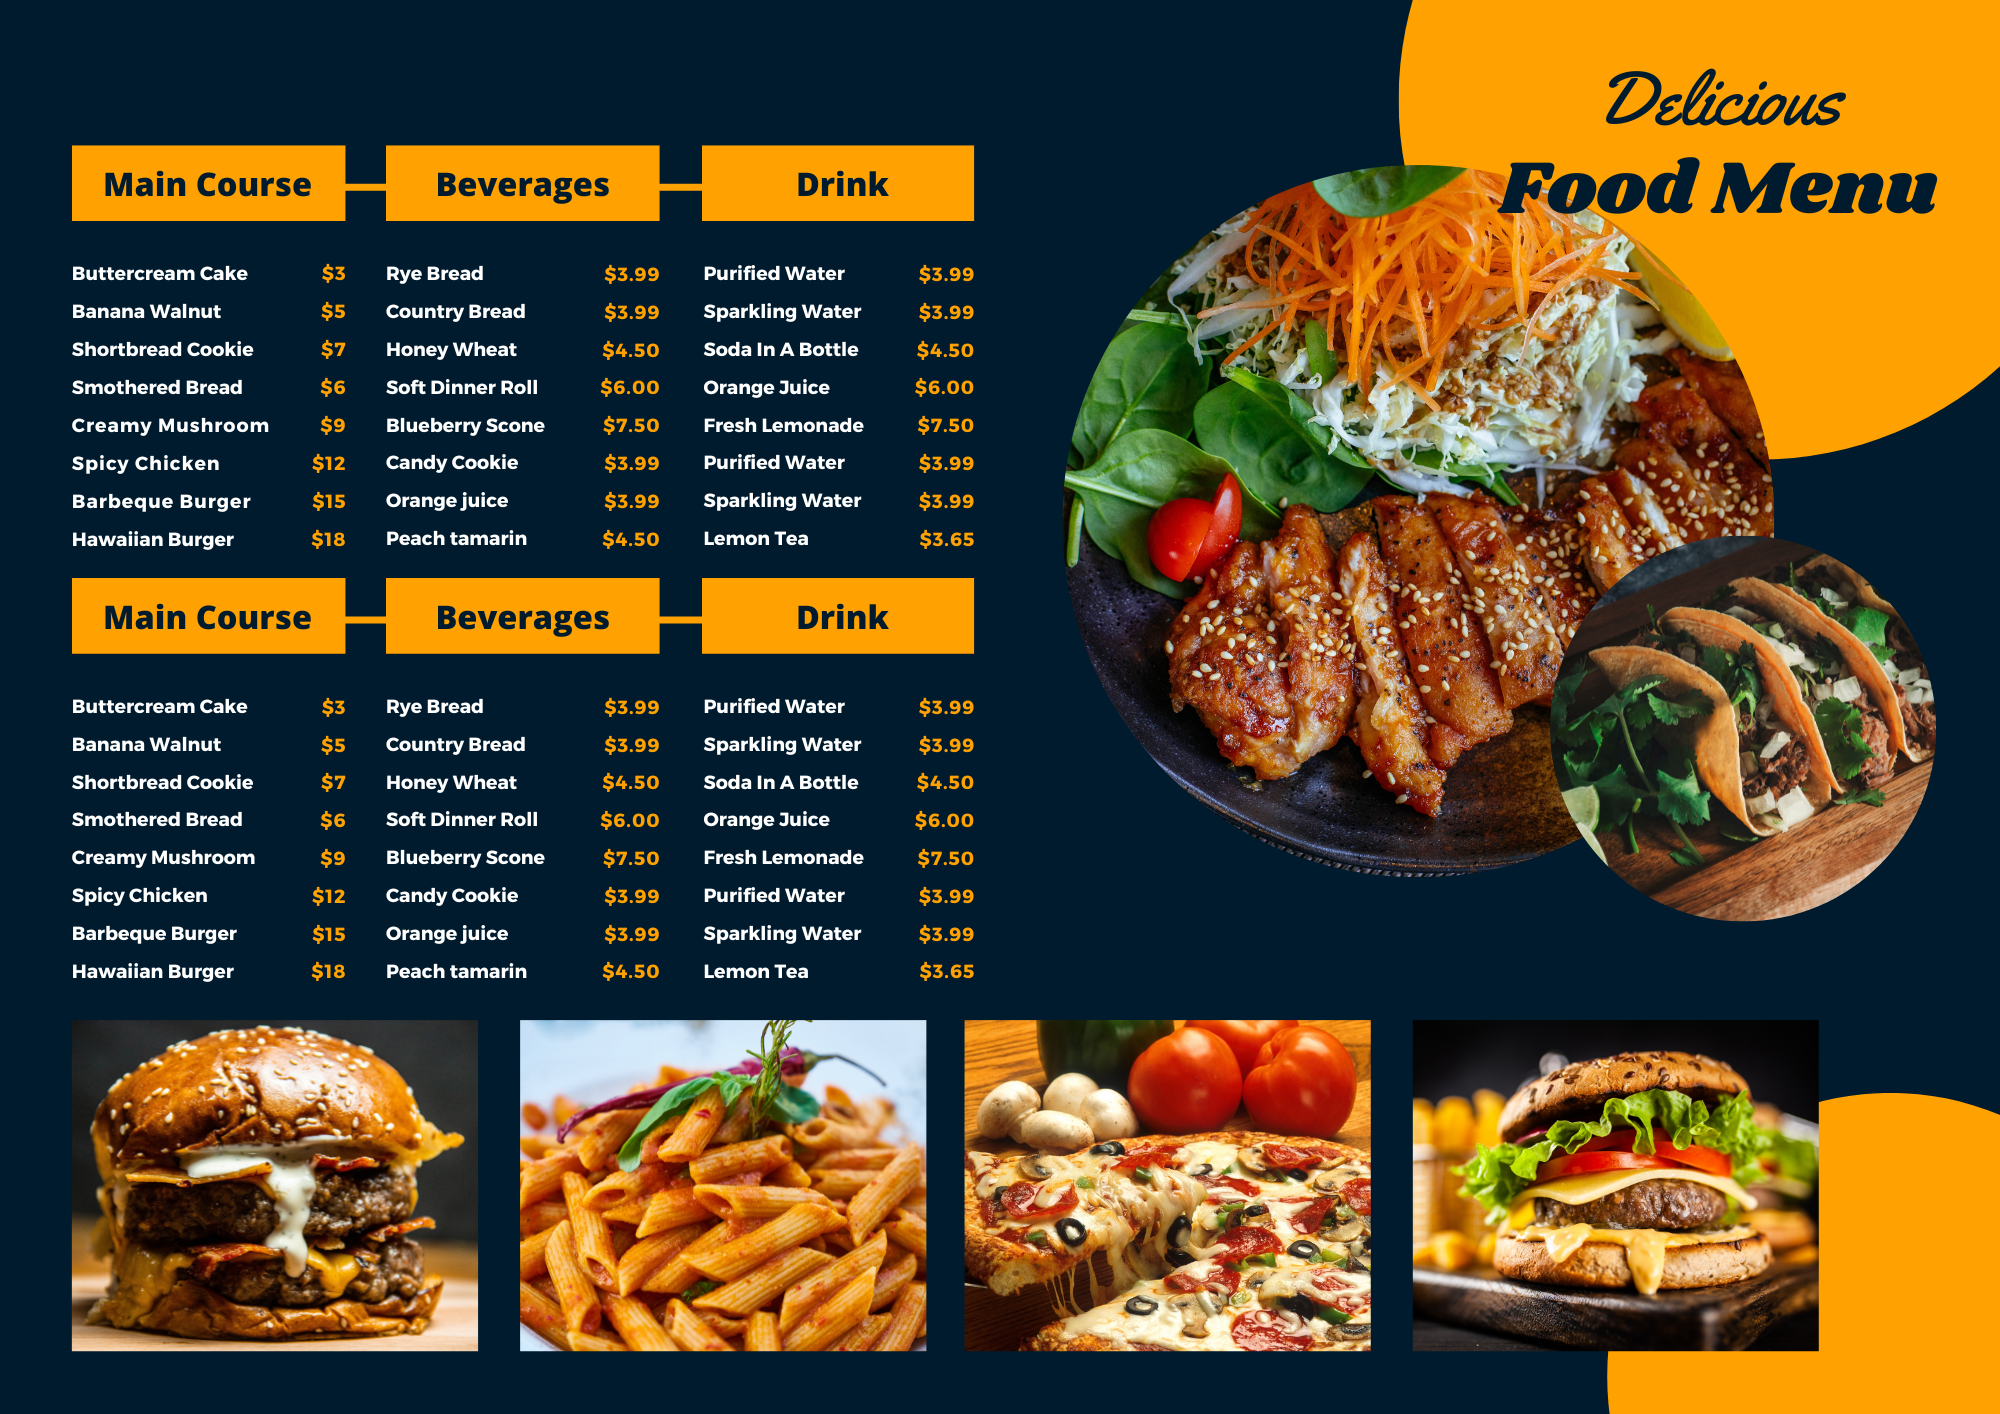 Delicious
Food Menu
Main Course Beverages Drink
Buttercream Cake $3 Rye Bread $3.99 Purified Water $3.99
Banana Walnut $5 Country Bread $3.99 Sparkling Water $3.99
Shortbread Cookie $7 Honey Wheat $4.50 Soda In A Bottle $4.50
Smothered Bread $6 Soft Dinner Roll $6.00 Orange Juice $6.00
Creamy Mushroom $9 Blueberry Scone $7.50 Fresh Lemonade $7.50
Spicy Chicken $12 Candy Cookie $3.99 Purified Water $3.99
Barbeque Burger $15 Orange juice $3.99 Sparkling Water $3.99
Hawaiian Burger $18 Peach tamarin $4.50 Lemon Tea $3.65
Main Course Beverages Drink
Buttercream Cake $3 Rye Bread $3.99 Purified Water $3.99
Banana Walnut $5 Country Bread $3.99 Sparkling Water $3.99
Shortbread Cookie $7 Honey Wheat $4.50 Soda In A Bottle $4.50
Smothered Bread $6 Soft Dinner Roll $6.00 Orange Juice $6.00
Creamy Mushroom $9 Blueberry Scone $7.50 Fresh Lemonade $7.50
Spicy Chicken $12 Candy Cookie $3.99 Purified Water $3.99
Barbeque Burger $15 Orange juice $3.99 Sparkling Water $3.99
Hawaiian Burger $18 Peach tamarin $4.50 Lemon Tea $3.65